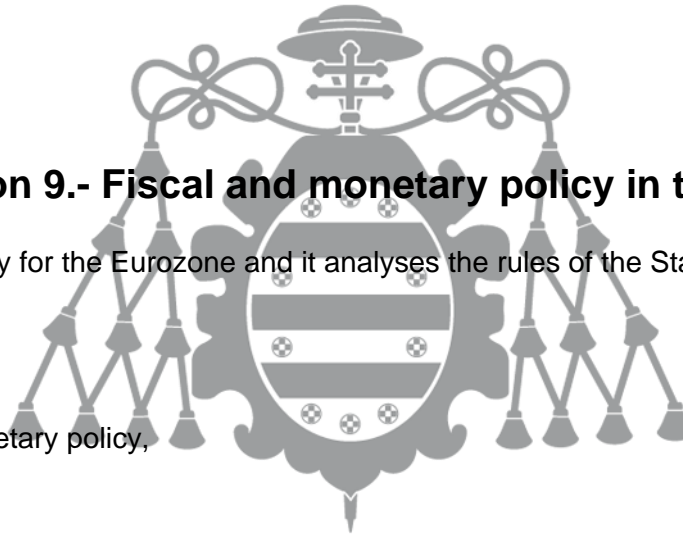 on 9.- Fiscal and monetary policy in t
y for the Eurozone and it analyses the rules of the Sta
etary policy,